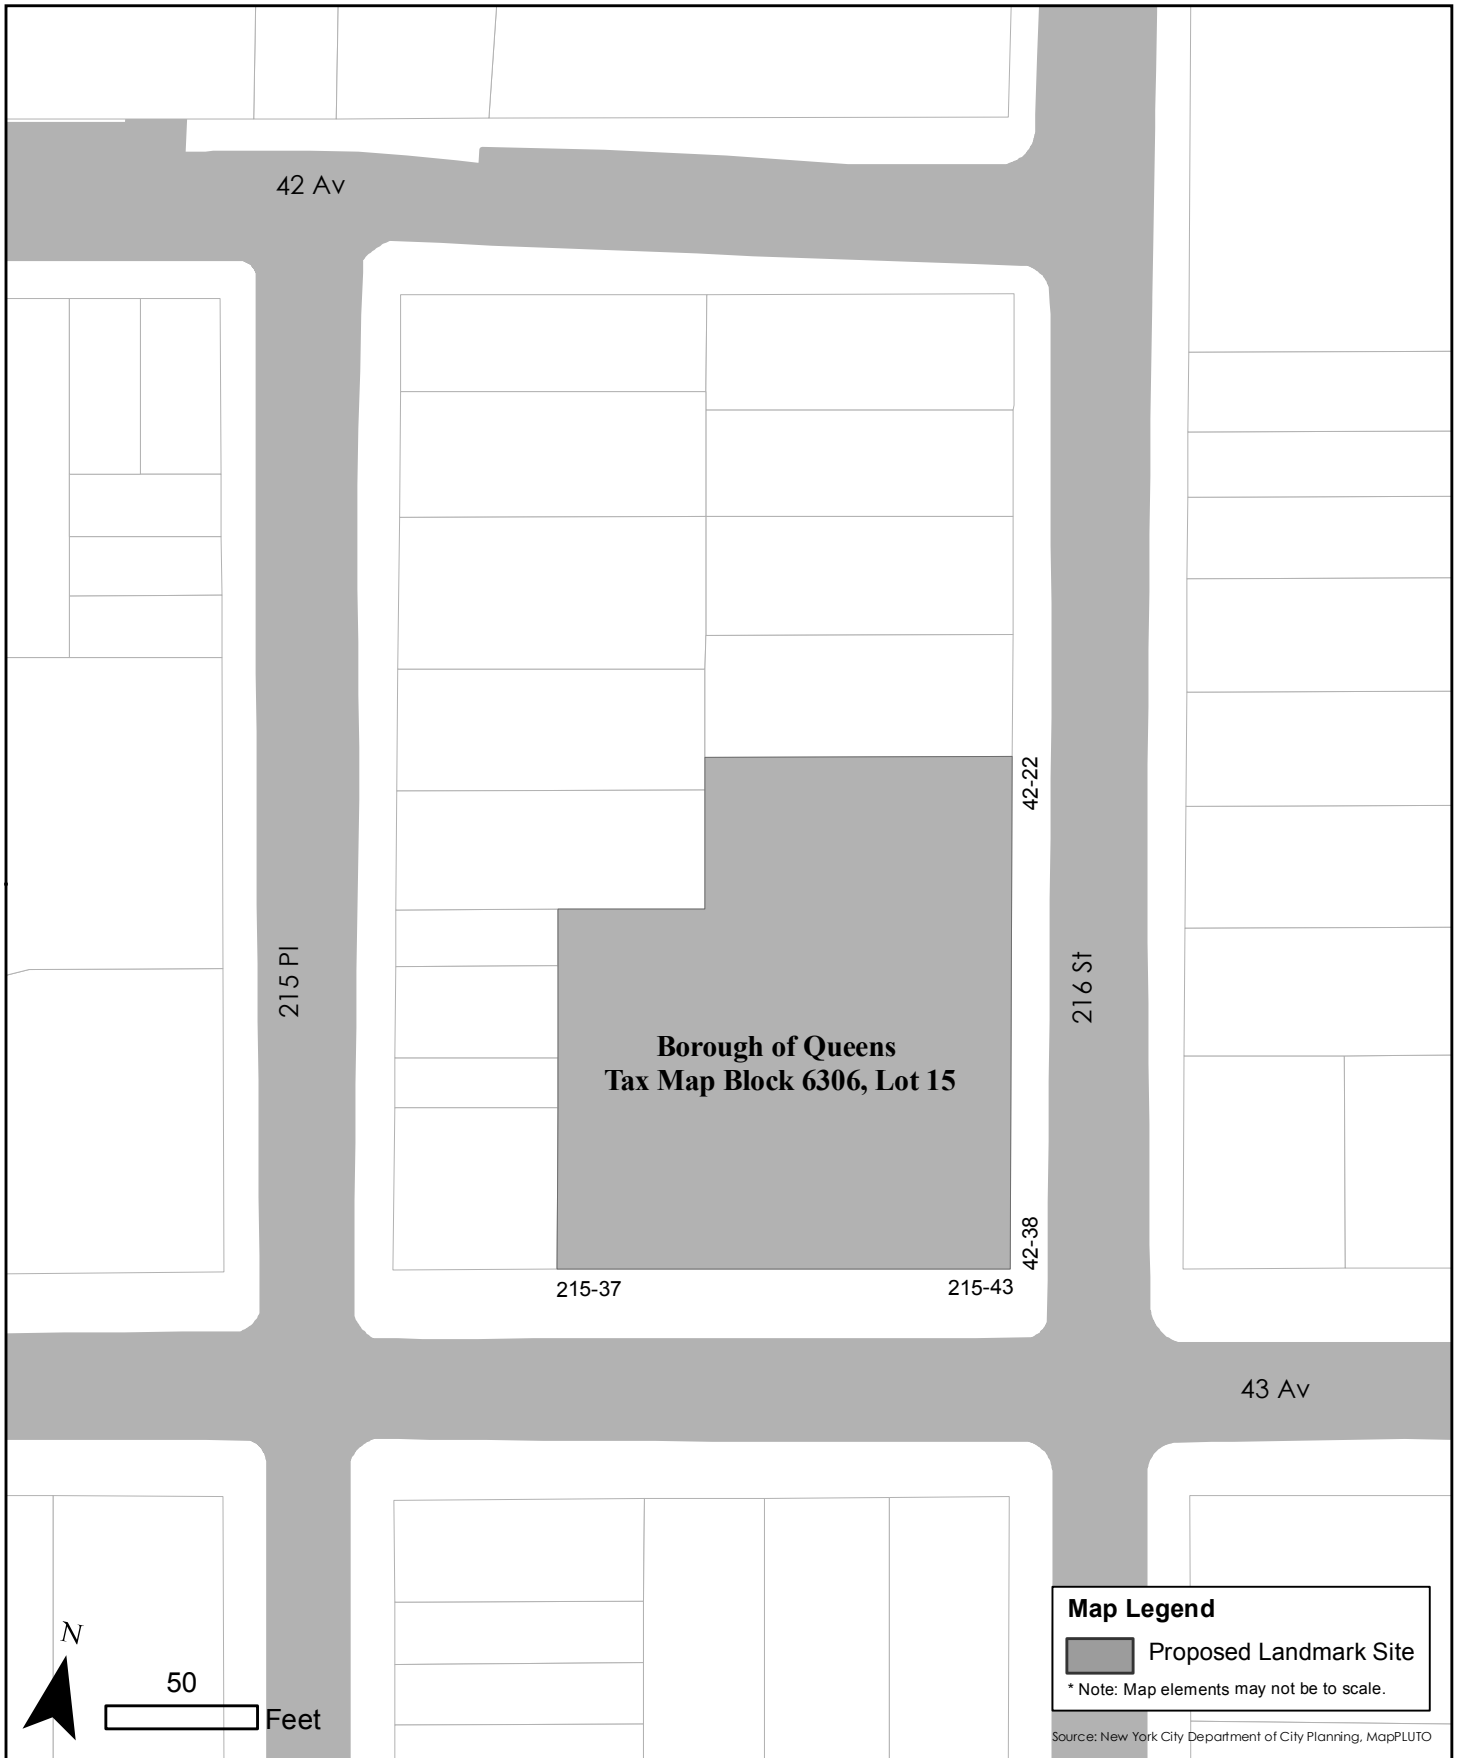 42 Av
42-22
215 Pl
216 St
Borough of Queens
Tax Map Block 6306, Lot 15
42-38
215-37
215-43
43 Av
Map Legend
Proposed Landmark Site
* Note: Map elements may not be to scale.
N
50
Feet
Source: New York City Department of City Planning, MapPLUTO